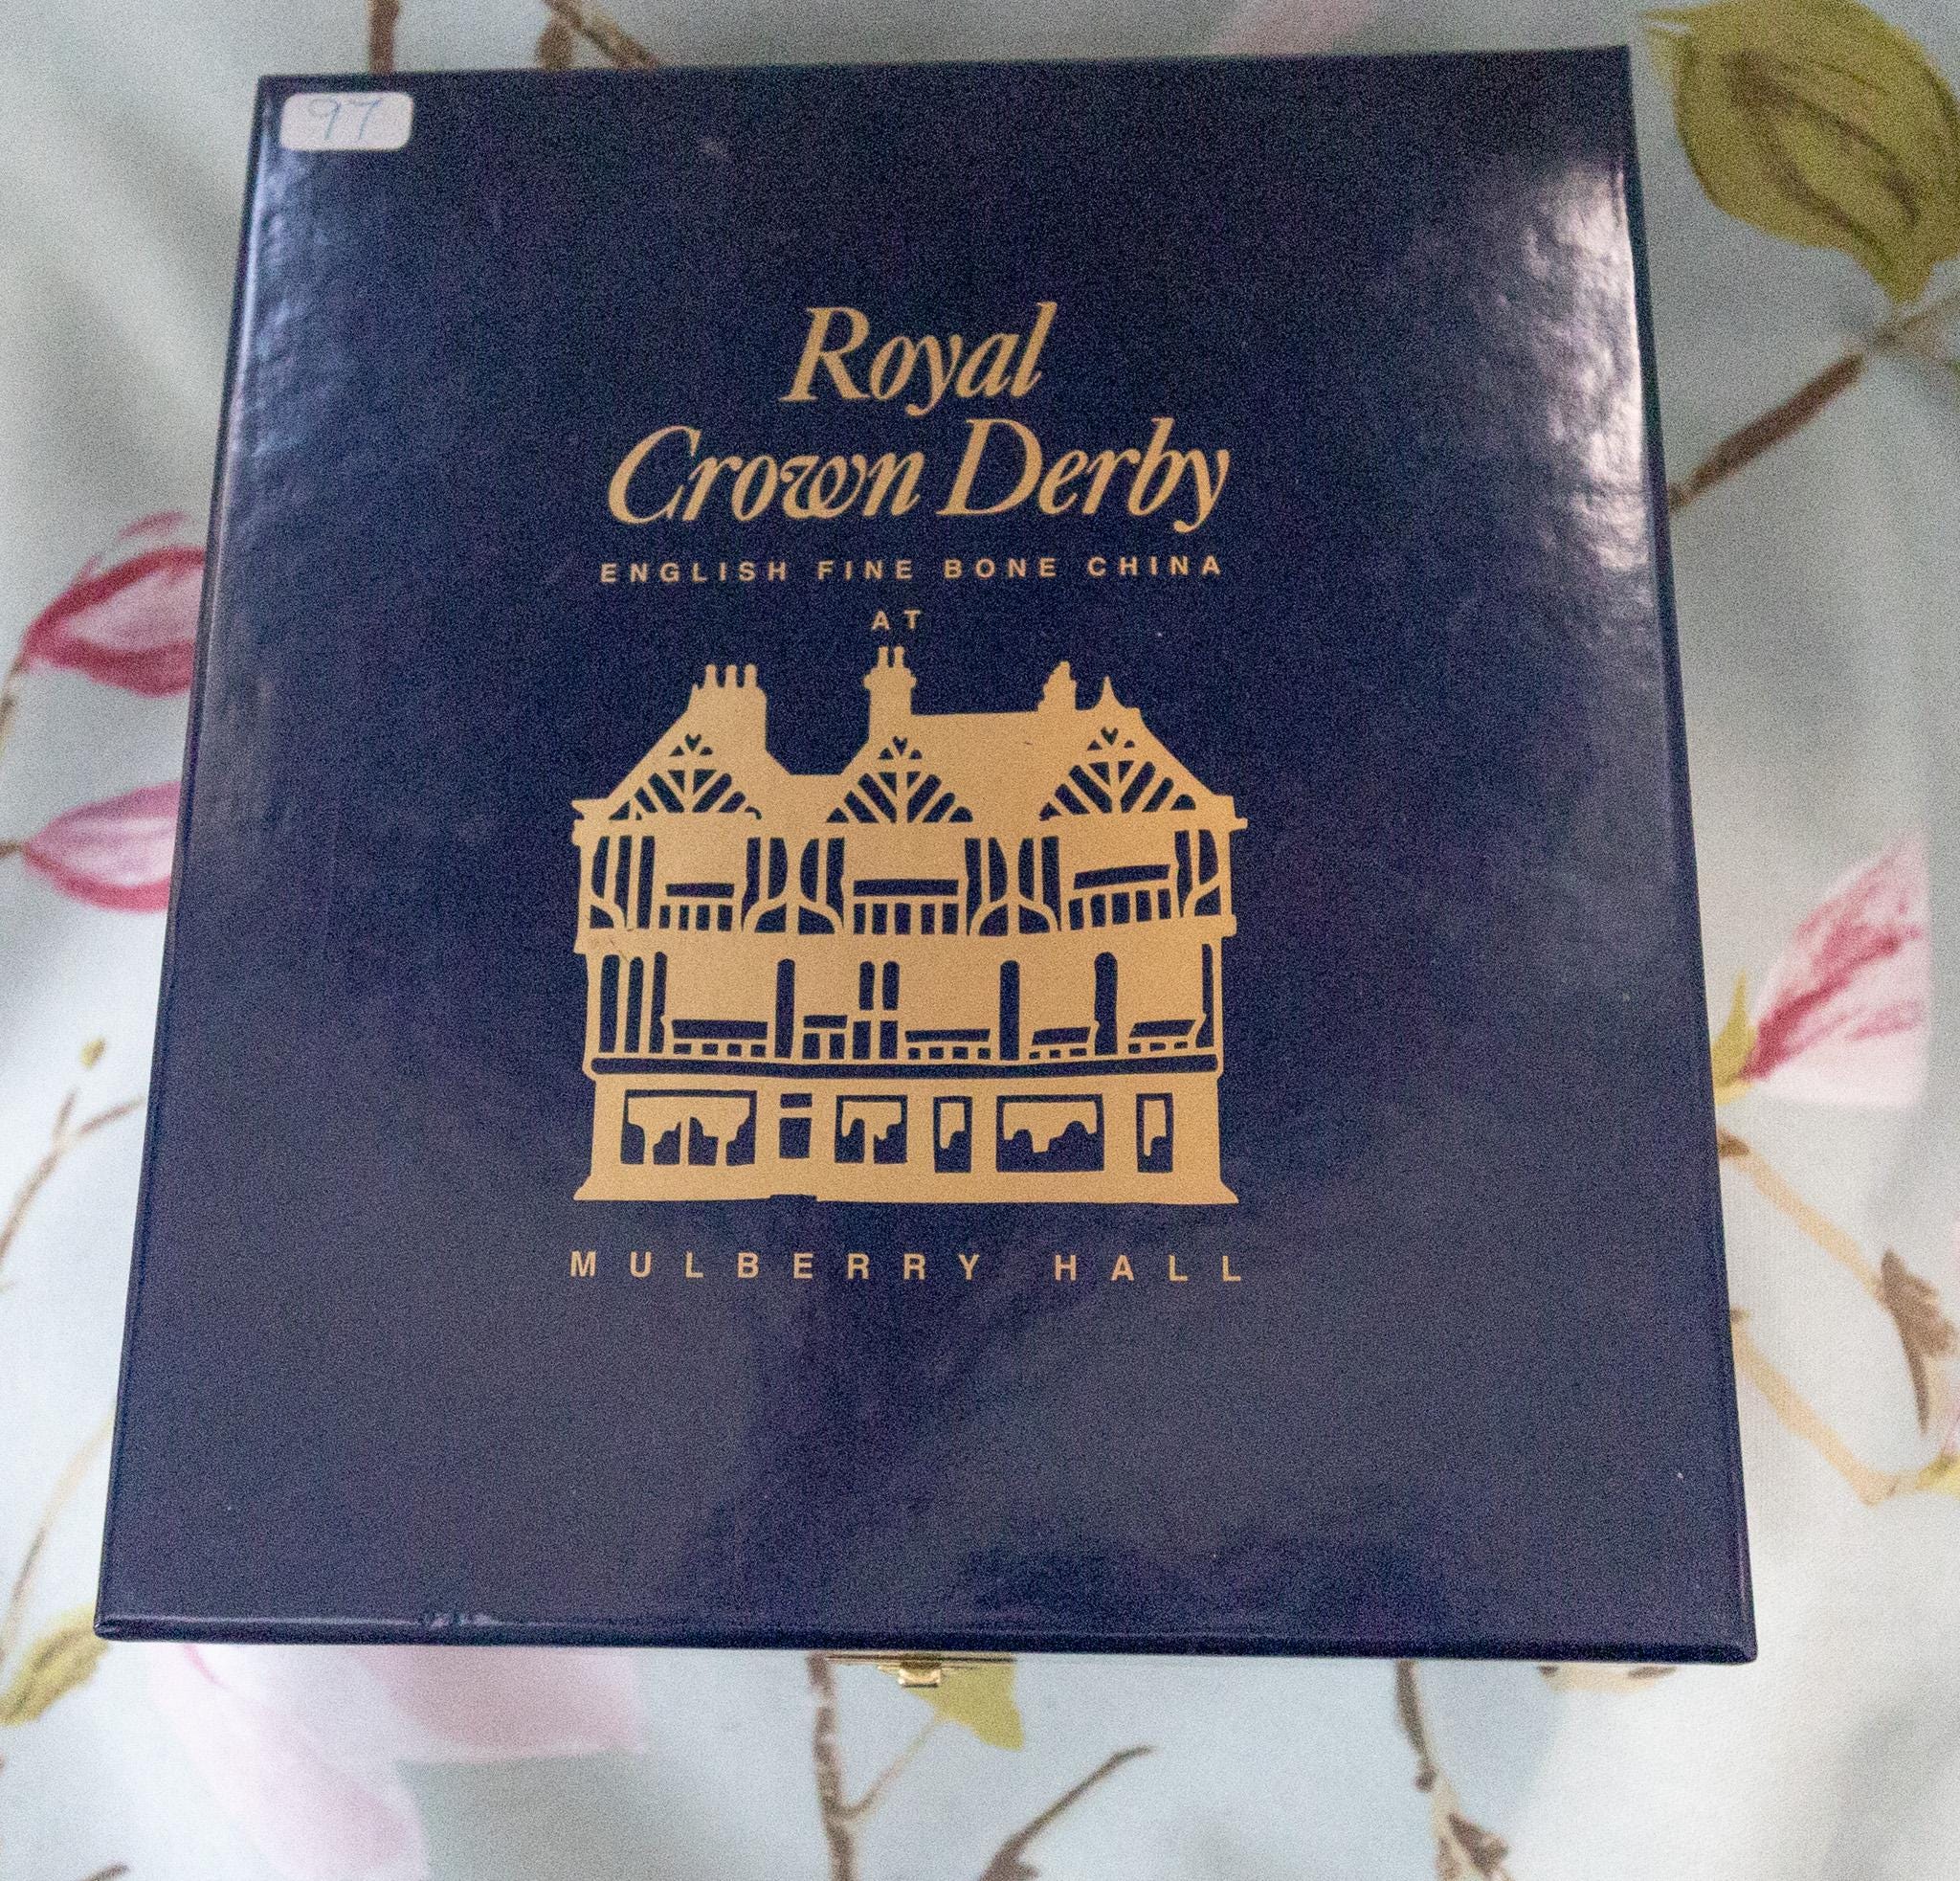 97
Royal
Crown Derby
ENGLISH FINE BONE CHINA
AT
MULBERRY HALL